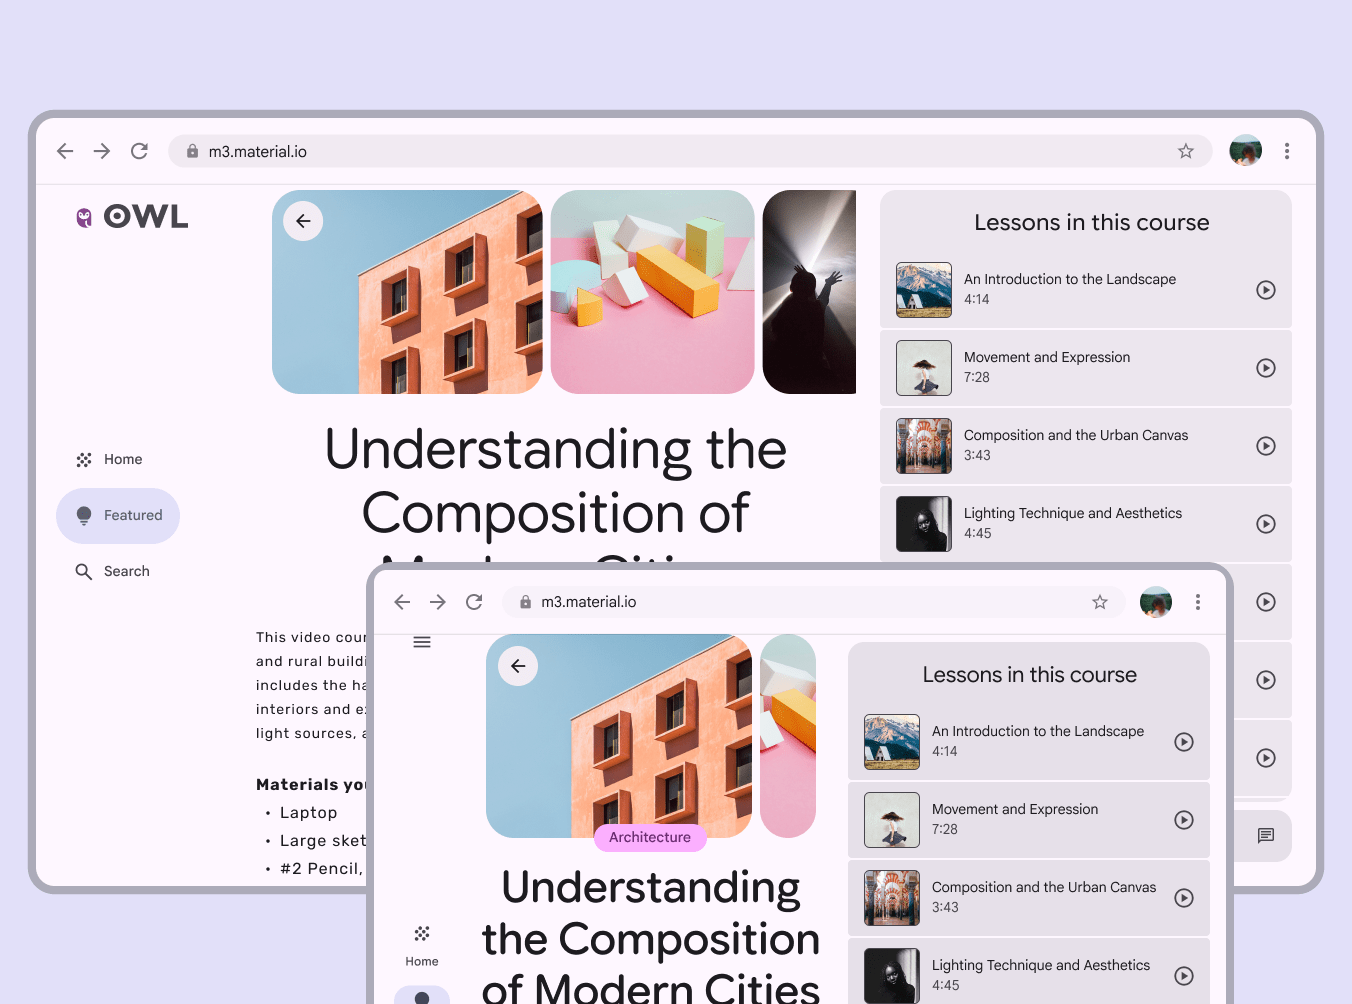 m3.material.io
OWL
Home
Featured
Search
Understanding the
Composition of
This video cour
and rural buildi
includes the ha
interiors and ex
light sources, a
Materials you
Laptop
Large sket
#2 Pencil,
Lessons in this course
An Introduction to the Landscape
4:14
Movement and Expression
7:28
Composition and the Urban Canvas
3:43
Lighting Technique and Aesthetics
4:45
m3.material.io
Home
Architecture
Understanding
the Composition
of Modern Cities
Lessons in this course
An Introduction to the Landscape
4:14
Movement and Expression
7:28
Composition and the Urban Canvas
3:43
Lighting Technique and Aesthetics
4:45